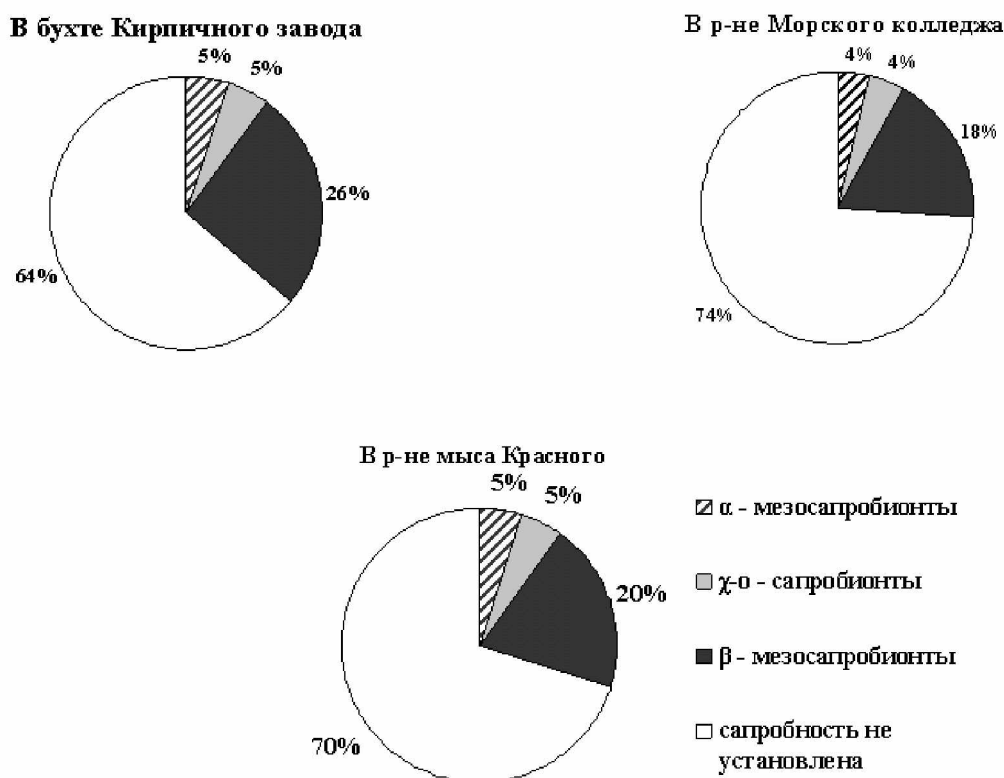 В бухте Кирпичного завода
5%
5%
26%
64%
В р-не Морского колледжа
4%
4%
18%
74%
В р-не мыса Красного
5%
5%
20%
70%
α - мезосапробионты
χ-о - сапробионты
β - мезосапробионты
сапробность не
установлена